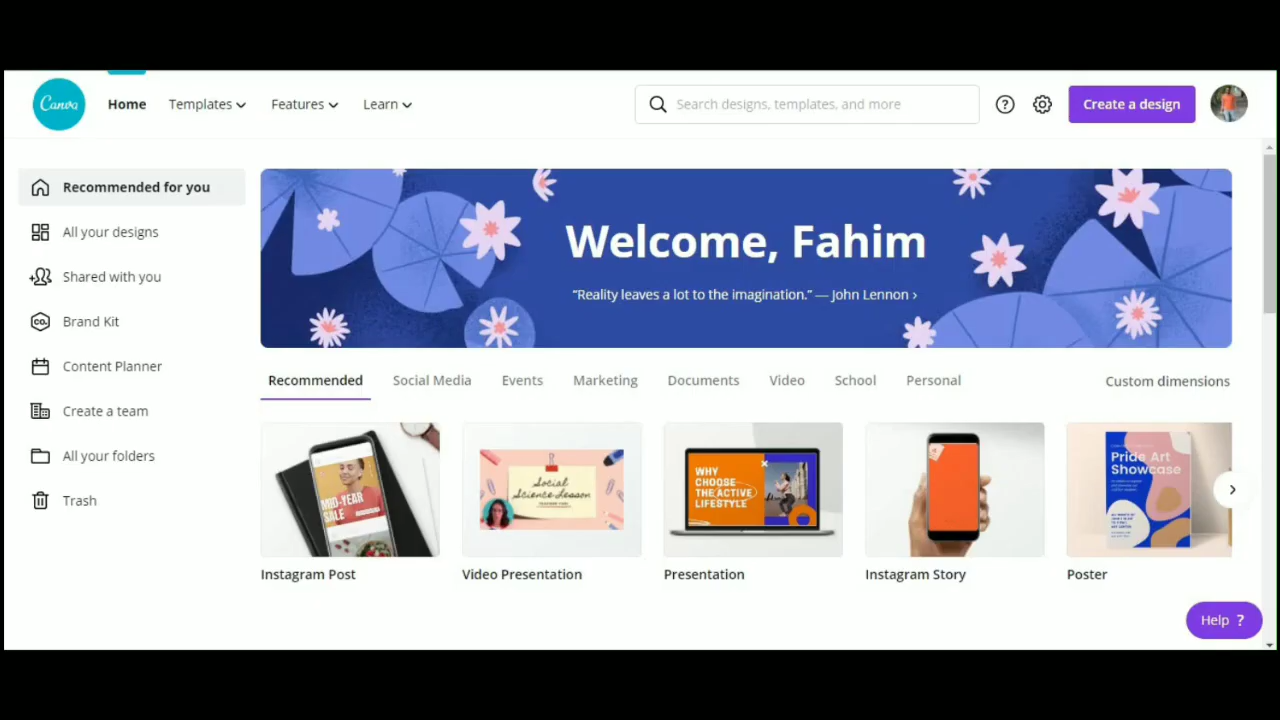 Canva
Home
Templates
Features
Learn
Search designs, templates, and more
Create a design
Recommended for you
All your designs
Shared with you
CO.
Brand Kit
Content Planner
Create a team
All your folders
Trash
Welcome, Fahim
“Reality leaves a lot to the imagination.” — John Lennon ›
Recommended
Social Media
Events
Marketing
Documents
Video
School
Personal
Custom dimensions
MID-YEAR
SALE
Social
Science Lesson
WHY
CHOOSE
THE ACTIVE
LIFESTYLE
Pride Art
Showcase
Instagram Post
Video Presentation
Presentation
Instagram Story
Poster
Help ?